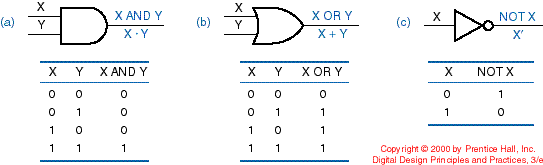 (a) X Y X AND Y
X · Y
X Y X AND Y
0 0 0
0 1 0
1 0 0
1 1 1
(b) X Y X OR Y
X + Y
X Y X OR Y
0 0 0
0 1 1
1 0 1
1 1 1
(c) X NOT X
X′
X NOT X
0 1
1 0
Copyright © 2000 by Prentice Hall, Inc.
Digital Design Principles and Practices, 3/e